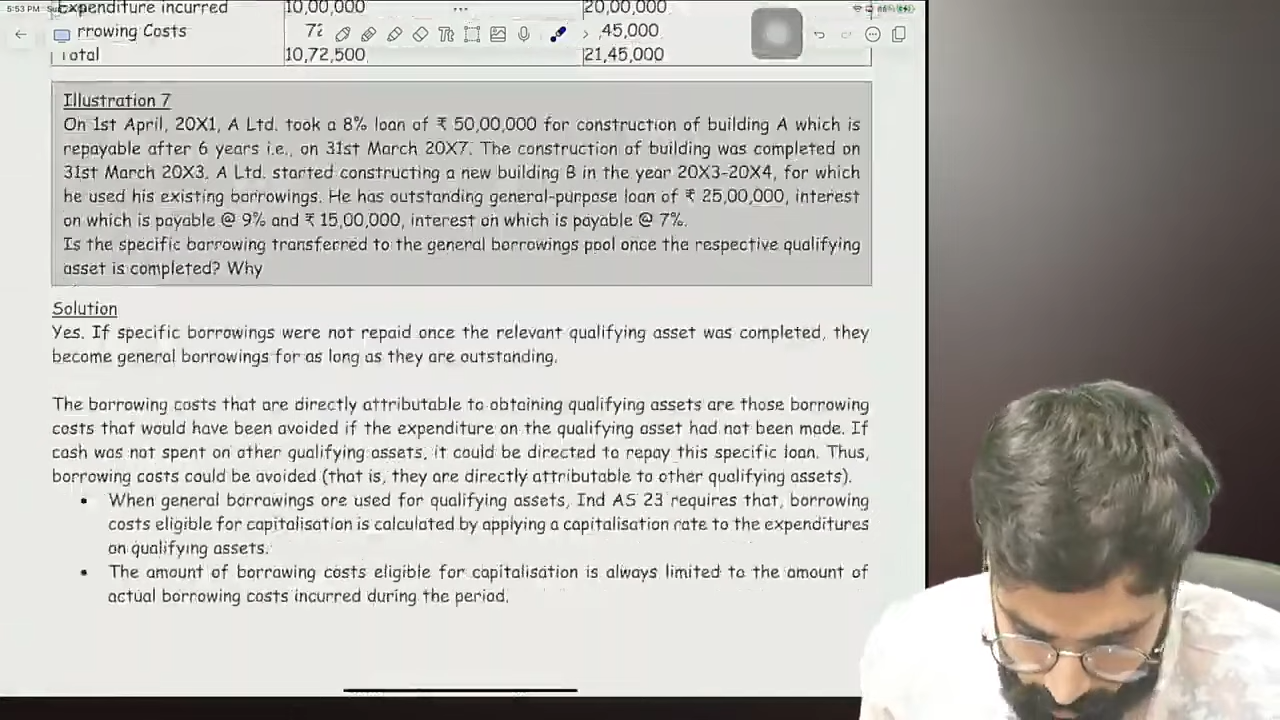 5:53 PM
Expenditure incurred 10,00,000 20,00,000
rrowing Costs 72 ,45,000
Total 10,72,500 21,45,000
Illustration 7
On 1st April, 20X1, A Ltd. took a 8% loan of ₹ 50,00,000 for construction of building A which is
repayable after 6 years i.e., on 31st March 20X7. The construction of building was completed on
31st March 20X3. A Ltd. started constructing a new building B in the year 20X3-20X4, for which
he used his existing borrowings. He has outstanding general-purpose loan of ₹ 25,00,000, interest
on which is payable @ 9% and ₹ 15,00,000, interest on which is payable @ 7%.
Is the specific borrowing transferred to the general borrowings pool once the respective qualifying
asset is completed? Why
Solution
Yes. If specific borrowings were not repaid once the relevant qualifying asset was completed, they
become general borrowings for as long as they are outstanding.
The borrowing costs that are directly attributable to obtaining qualifying assets are those borrowing
costs that would have been avoided if the expenditure on the qualifying asset had not been made. If
cash was not spent on other qualifying assets, it could be directed to repay this specific loan. Thus,
borrowing costs could be avoided (that is, they are directly attributable to other qualifying assets).
• When general borrowings are used for qualifying assets, Ind AS 23 requires that, borrowing
costs eligible for capitalisation is calculated by applying a capitalisation rate to the expenditures
on qualifying assets.
• The amount of borrowing costs eligible for capitalisation is always limited to the amount of
actual borrowing costs incurred during the period.